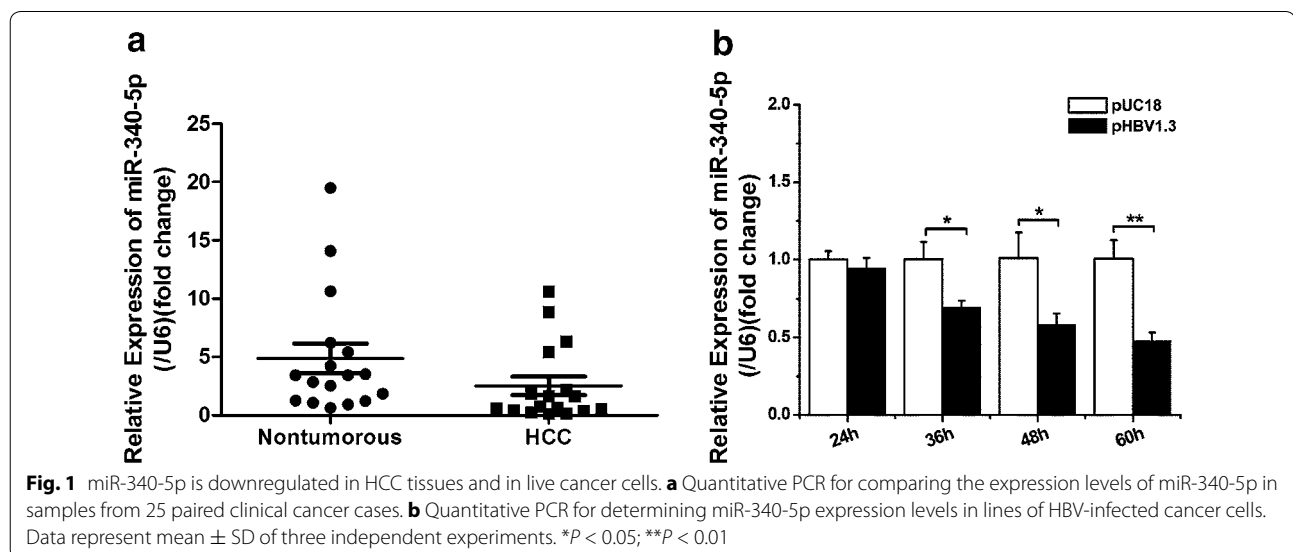 a
Relative Expression of miR-340-5p
(/U6)(fold change)
25
20
15
10
5
0
Nontumorous
HCC
b
Relative Expression of miR-340-5p
(/U6)(fold change)
2.0
1.5
1.0
0.5
0.0
pUC18
pHBV1.3
*
*
**
24h
36h
48h
60h
Fig. 1 miR-340-5p is downregulated in HCC tissues and in live cancer cells. a Quantitative PCR for comparing the expression levels of miR-340-5p in
samples from 25 paired clinical cancer cases. b Quantitative PCR for determining miR-340-5p expression levels in lines of HBV-infected cancer cells.
Data represent mean ± SD of three independent experiments. *P < 0.05; **P < 0.01